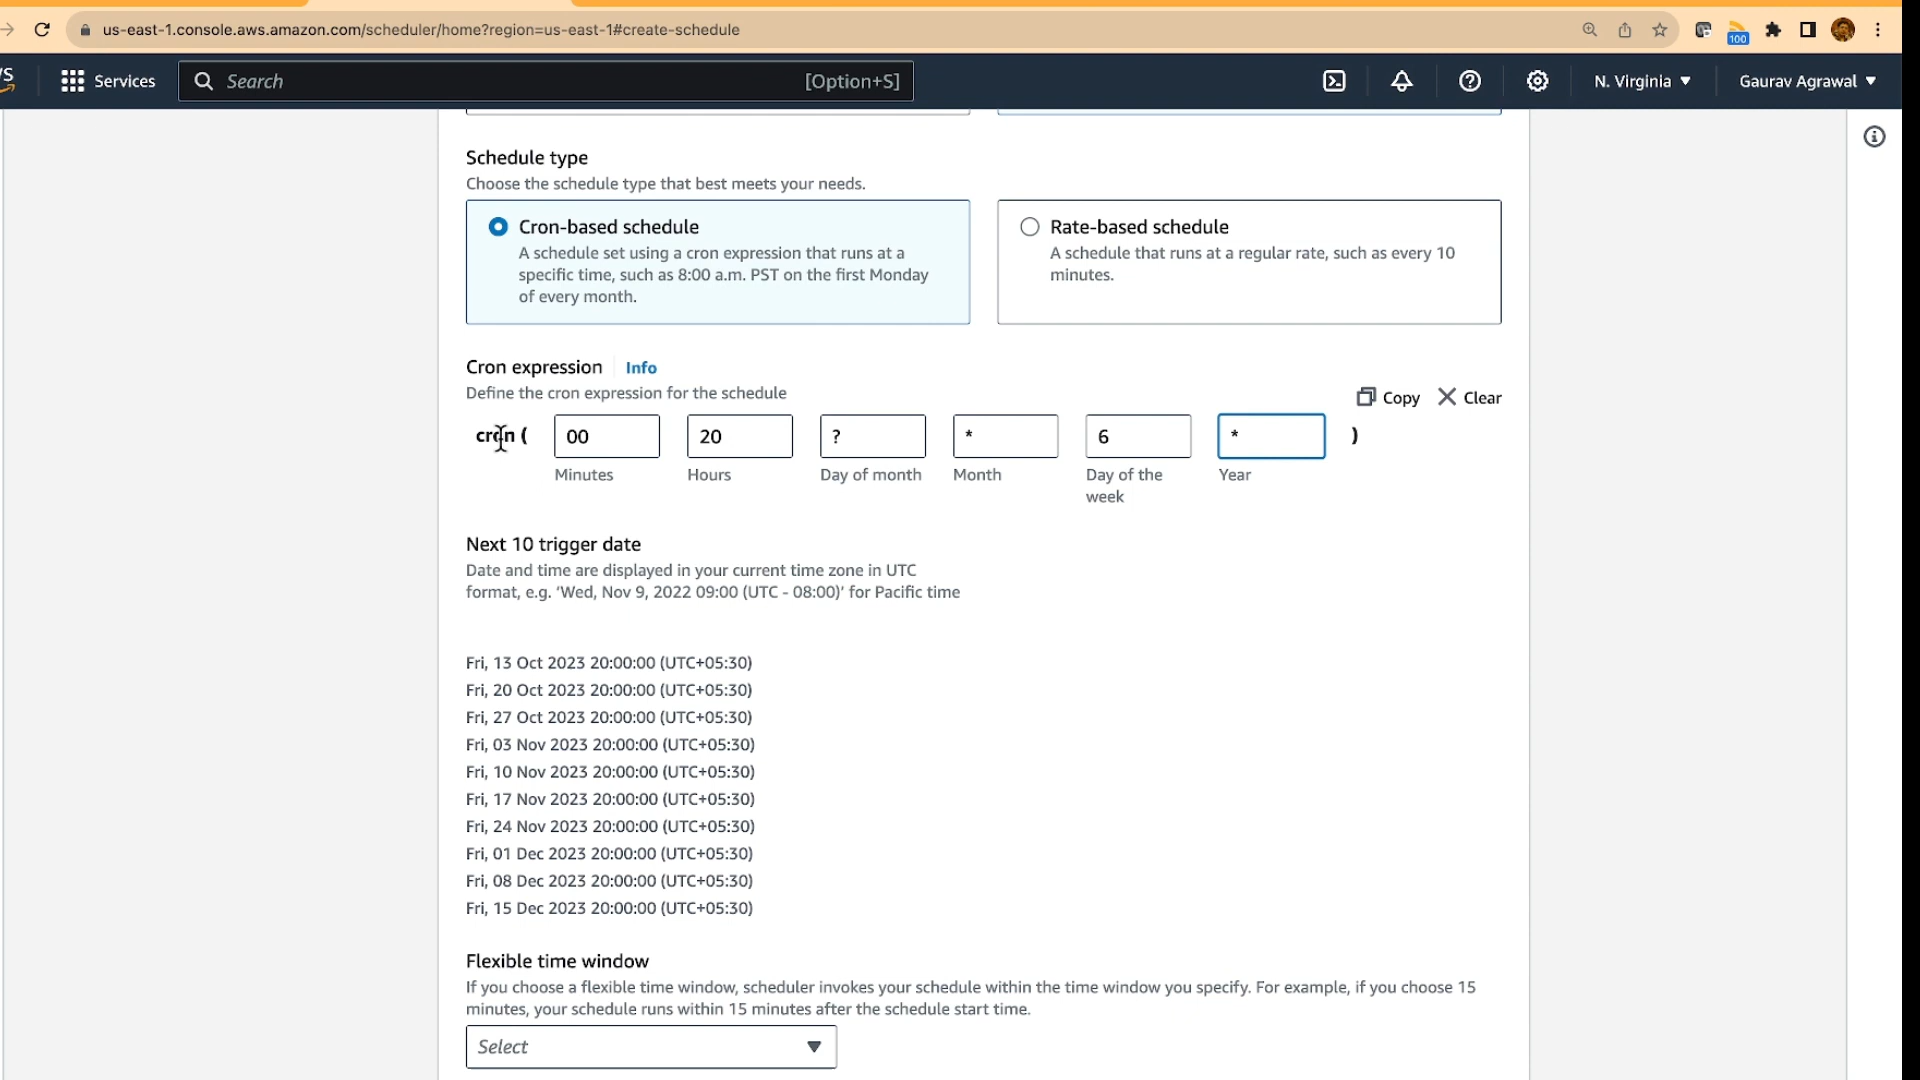 us-east-1.console.aws.amazon.com/scheduler/home?region=us-east-1#create-schedule
100
Services
Search
[Option+S]
N. Virginia
Gaurav Agrawal
Schedule type
Choose the schedule type that best meets your needs.
Cron-based schedule
A schedule set using a cron expression that runs at a
specific time, such as 8:00 a.m. PST on the first Monday
of every month.
Rate-based schedule
A schedule that runs at a regular rate, such as every 10
minutes.
Cron expression
Info
Define the cron expression for the schedule
Copy
Clear
cron ( 00 20 ? * 6 * )
Minutes
Hours
Day of month
Month
Day of the
week
Year
Next 10 trigger date
Date and time are displayed in your current time zone in UTC
format, e.g. ‘Wed, Nov 9, 2022 09:00 (UTC - 08:00)’ for Pacific time
Fri, 13 Oct 2023 20:00:00 (UTC+05:30)
Fri, 20 Oct 2023 20:00:00 (UTC+05:30)
Fri, 27 Oct 2023 20:00:00 (UTC+05:30)
Fri, 03 Nov 2023 20:00:00 (UTC+05:30)
Fri, 10 Nov 2023 20:00:00 (UTC+05:30)
Fri, 17 Nov 2023 20:00:00 (UTC+05:30)
Fri, 24 Nov 2023 20:00:00 (UTC+05:30)
Fri, 01 Dec 2023 20:00:00 (UTC+05:30)
Fri, 08 Dec 2023 20:00:00 (UTC+05:30)
Fri, 15 Dec 2023 20:00:00 (UTC+05:30)
Flexible time window
If you choose a flexible time window, scheduler invokes your schedule within the time window you specify. For example, if you choose 15
minutes, your schedule runs within 15 minutes after the schedule start time.
Select